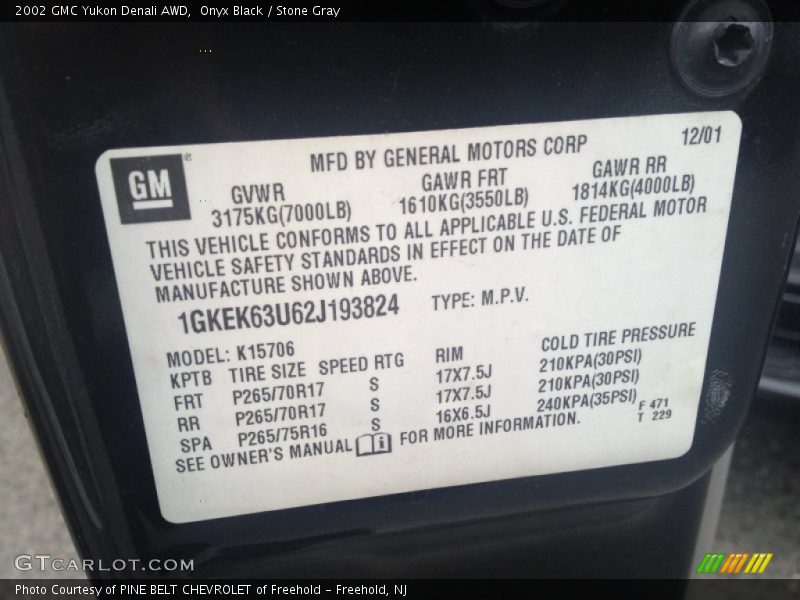 2002 GMC Yukon Denali AWD,  Onyx Black / Stone Gray
MFD BY GENERAL MOTORS CORP 12/01
GM
GVWR GAWR FRT GAWR RR
3175KG(7000LB) 1610KG(3550LB) 1814KG(4000LB)
THIS VEHICLE CONFORMS TO ALL APPLICABLE U.S. FEDERAL MOTOR
VEHICLE SAFETY STANDARDS IN EFFECT ON THE DATE OF
MANUFACTURE SHOWN ABOVE.
1GKEK63U62J193824 TYPE: M.P.V.
MODEL: K15706
KPTB TIRE SIZE SPEED RTG RIM COLD TIRE PRESSURE
FRT P265/70R17 S 17X7.5J 210KPA(30PSI)
RR P265/70R17 S 17X7.5J 210KPA(30PSI)
SPA P265/75R16 S 16X6.5J 240KPA(35PSI)
SEE OWNER'S MANUAL i FOR MORE INFORMATION.
F 471
T 229
GTCARLOT.COM
Photo Courtesy of PINE BELT CHEVROLET of Freehold - Freehold, NJ